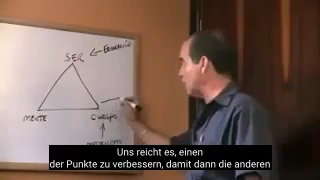 SER
MENTE
CUERPO
Uns reicht es, einen
der Punkte zu verbessern, damit dann die anderen